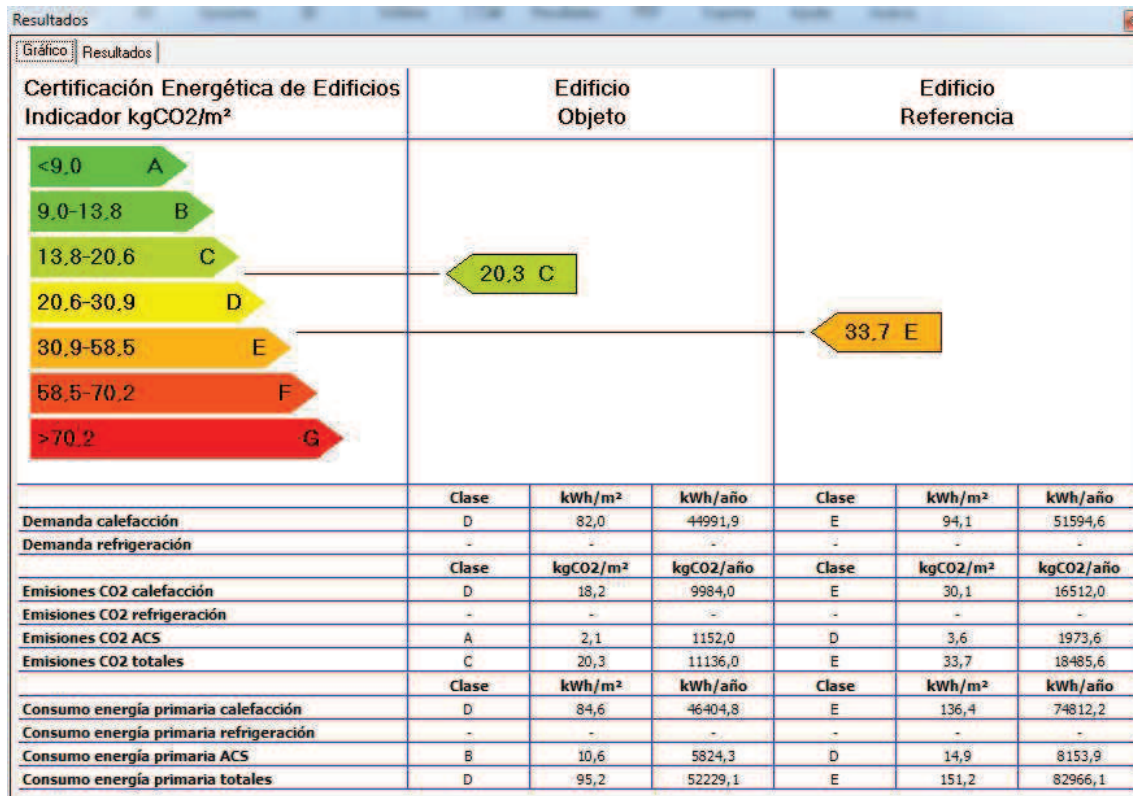 Resultados
Gráfico Resultados
Certificación Energética de Edificios
Indicador kgCO2/m²
Edificio
Objeto
Edificio
Referencia
<9,0 A
9,0-13,8 B
13,8-20,6 C
20,3 C
20,6-30,9 D
33,7 E
30,9-58,5 E
58,5-70,2 F
>70,2 G
Clase kWh/m² kWh/año Clase kWh/m² kWh/año
Demanda calefacción D 82,0 44991,9 E 94,1 51594,6
Demanda refrigeración - - - - - -
Clase kgCO2/m² kgCO2/año Clase kgCO2/m² kgCO2/año
Emisiones CO2 calefacción D 18,2 9984,0 E 30,1 16512,0
Emisiones CO2 refrigeración - - - - - -
Emisiones CO2 ACS A 2,1 1152,0 D 3,6 1973,6
Emisiones CO2 totales C 20,3 11136,0 E 33,7 18485,6
Clase kWh/m² kWh/año Clase kWh/m² kWh/año
Consumo energía primaria calefacción D 84,6 46404,8 E 136,4 74812,2
Consumo energía primaria refrigeración - - - - - -
Consumo energía primaria ACS B 10,6 5824,3 D 14,9 8153,9
Consumo energía primaria totales D 95,2 52229,1 E 151,2 82966,1